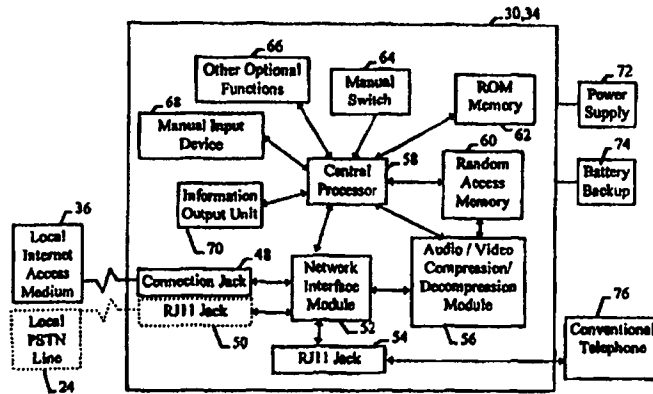 30,34
66
Other Optional
Functions
64
Manual
Switch
ROM
Memory
62
72
Power
Supply
68
Manual Input
Device
60
Random
Access
Memory
58
Central
Processor
74
Battery
Backup
Information
Output Unit
70
36
Local
Internet
Access
Medium
48
Connection Jack
RJ11 Jack
50
Network
Interface
Module
52
Audio / Video
Compression/
Decompression
Module
56
76
Conventional
Telephone
Local
PSTN
Line
24
54
RJ11 Jack